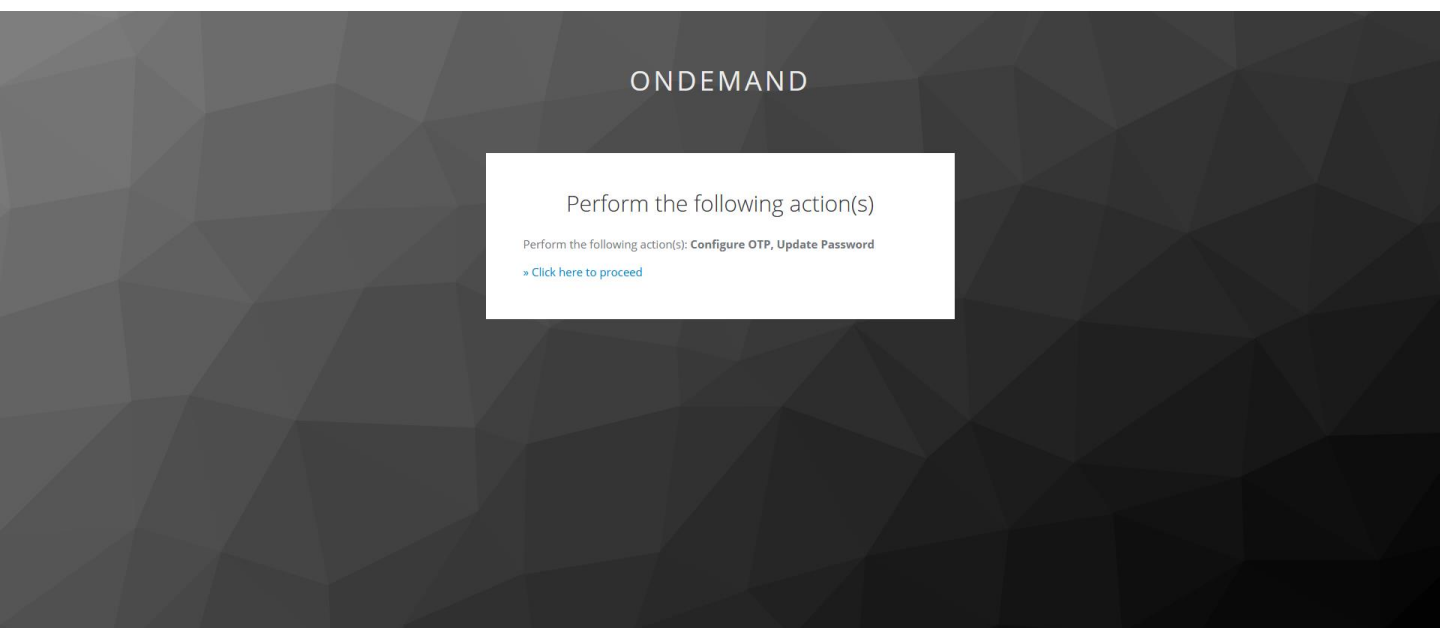 ONDEMAND
Perform the following action(s)
Perform the following action(s): Configure OTP, Update Password
» Click here to proceed